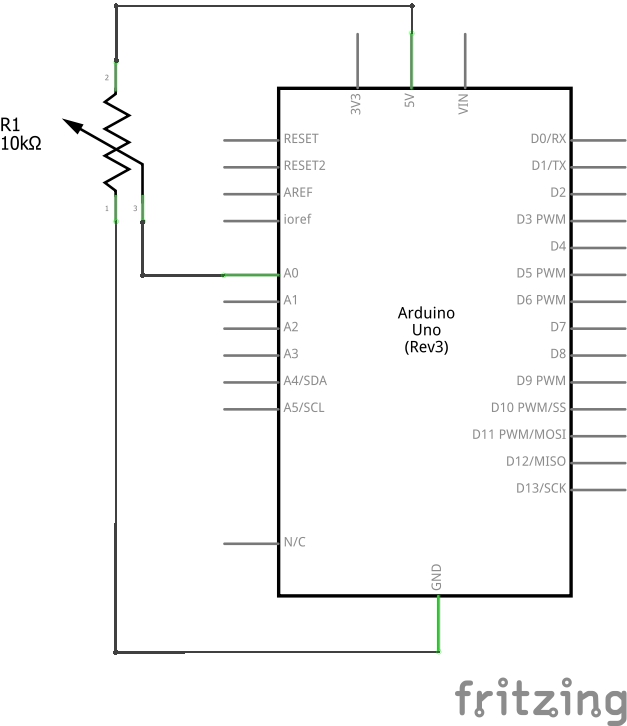 3V3
5V
VIN
2
R1
10kΩ
1
3
RESET
RESET2
AREF
ioref
A0
A1
A2
A3
A4/SDA
A5/SCL
N/C
Arduino
Uno
(Rev3)
D0/RX
D1/TX
D2
D3 PWM
D4
D5 PWM
D6 PWM
D7
D8
D9 PWM
D10 PWM/SS
D11 PWM/MOSI
D12/MISO
D13/SCK
GND
fritzing